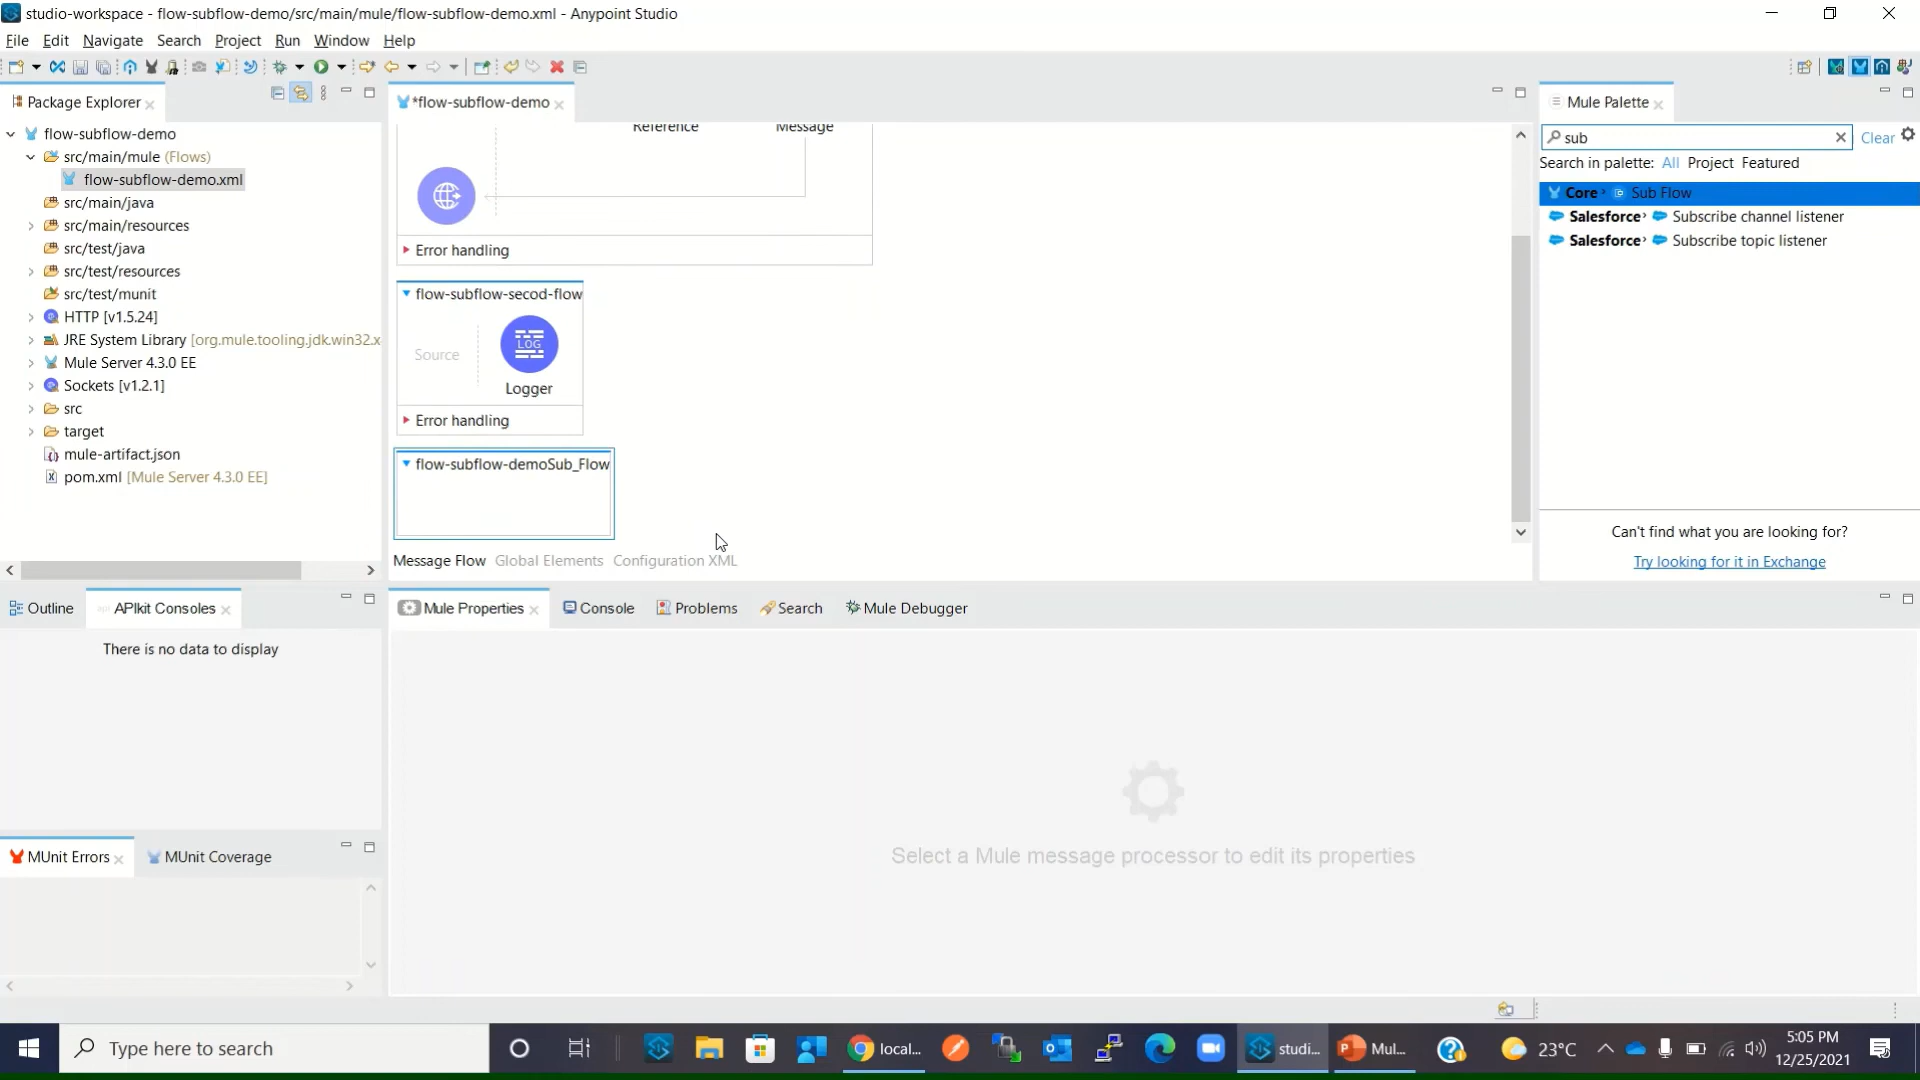 studio-workspace - flow-subflow-demo/src/main/mule/flow-subflow-demo.xml - Anypoint Studio
File Edit Navigate Search Project Run Window Help
Package Explorer
flow-subflow-demo
src/main/mule (Flows)
flow-subflow-demo.xml
src/main/java
src/main/resources
src/test/java
src/test/resources
src/test/munit
HTTP [v1.5.24]
JRE System Library [org.mule.tooling.jdk.win32.x
Mule Server 4.3.0 EE
Sockets [v1.2.1]
src
target
mule-artifact.json
pom.xml [Mule Server 4.3.0 EE]
*flow-subflow-demo
Reference Message
Error handling
flow-subflow-secod-flow
Source
LOG
Logger
Error handling
flow-subflow-demoSub_Flow
Message Flow Global Elements Configuration XML
Mule Palette
sub
Clear
Search in palette: All Project Featured
Core Sub Flow
Salesforce Subscribe channel listener
Salesforce Subscribe topic listener
Can't find what you are looking for?
Try looking for it in Exchange
Outline APIkit Consoles
There is no data to display
MUnit Errors MUnit Coverage
Mule Properties Console Problems Search Mule Debugger
Select a Mule message processor to edit its properties
Type here to search
local...
studi...
Mul...
23°C
5:05 PM
12/25/2021